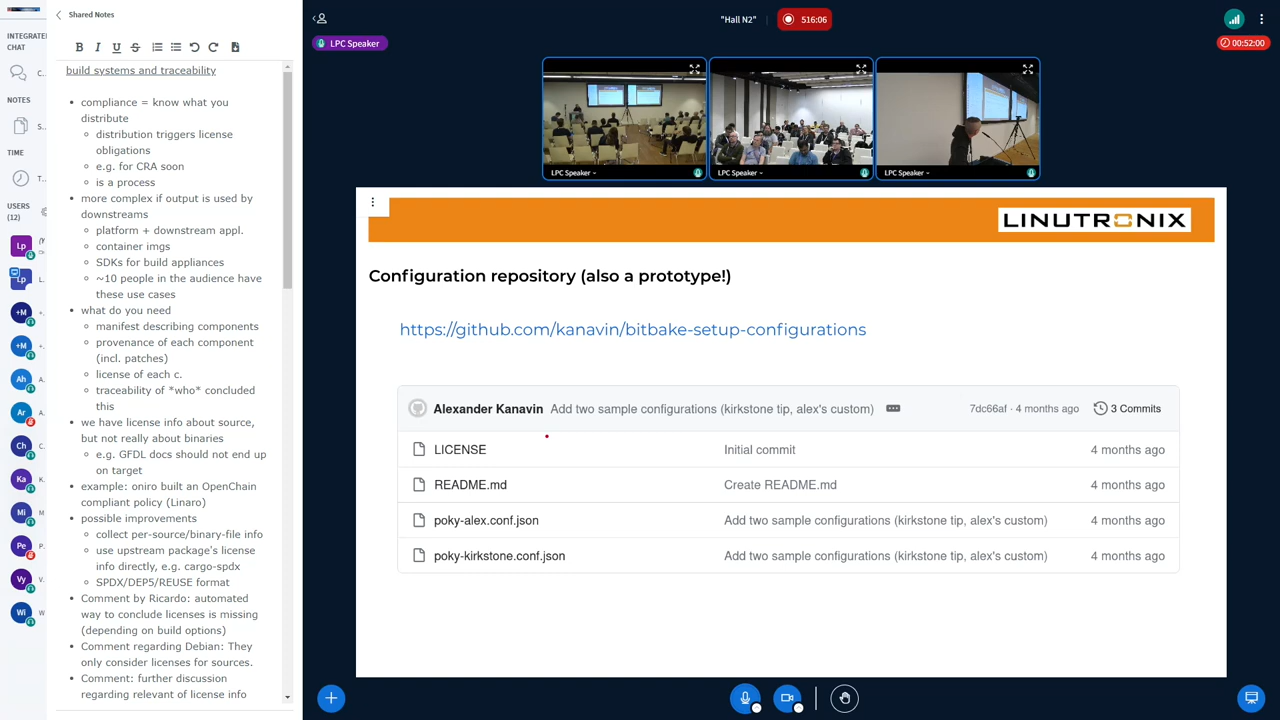 Shared Notes
INTEGRATE
CHAT
C..
NOTES
S..
TIME
T..
USERS
(12)
Lp
L..
Lp
+M
+M
Ah
A..
Ar
A..
Ch
C..
Ka
K..
Mi
M
Pe
P..
Vy
V..
Wi
W
build systems and traceability
compliance = know what you
distribute
distribution triggers license
obligations
e.g. for CRA soon
is a process
more complex if output is used by
downstreams
platform + downstream appl.
container imgs
SDKs for build appliances
~10 people in the audience have
these use cases
what do you need
manifest describing components
provenance of each component
(incl. patches)
license of each c.
traceability of *who* concluded
this
we have license info about source,
but not really about binaries
e.g. GFDL docs should not end up
on target
example: oniro built an OpenChain
compliant policy (Linaro)
possible improvements
collect per-source/binary-file info
use upstream package's license
info directly, e.g. cargo-spdx
SPDX/DEP5/REUSE format
Comment by Ricardo: automated
way to conclude licenses is missing
(depending on build options)
Comment regarding Debian: They
only consider licenses for sources.
Comment: further discussion
regarding relevant of license info
"Hall N2" | 516:06
LPC Speaker
00:52:00
LPC Speaker
LPC Speaker
LPC Speaker
LINUTRONIX
Configuration repository (also a prototype!)
https://github.com/kanavin/bitbake-setup-configurations
Alexander Kanavin Add two sample configurations (kirkstone tip, alex's custom) 7dc66af · 4 months ago 3 Commits
LICENSE Initial commit 4 months ago
README.md Create README.md 4 months ago
poky-alex.conf.json Add two sample configurations (kirkstone tip, alex's custom) 4 months ago
poky-kirkstone.conf.json Add two sample configurations (kirkstone tip, alex's custom) 4 months ago